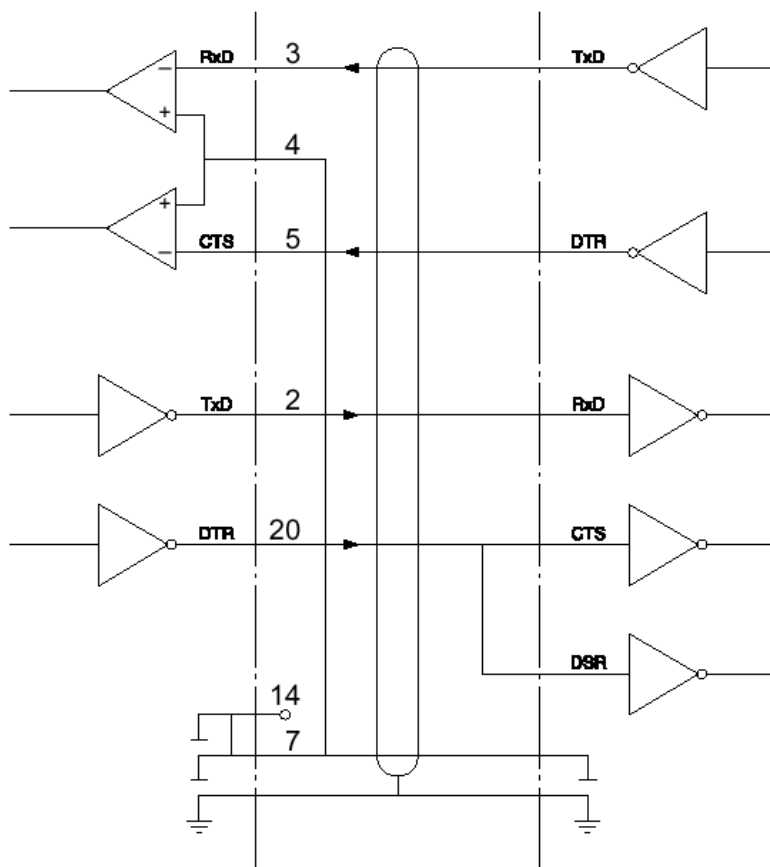 RxD 3 TxD
−
+
4
+
− CTS 5 DTR
TxD 2 RxD
DTR 20 CTS
DSR
14
7